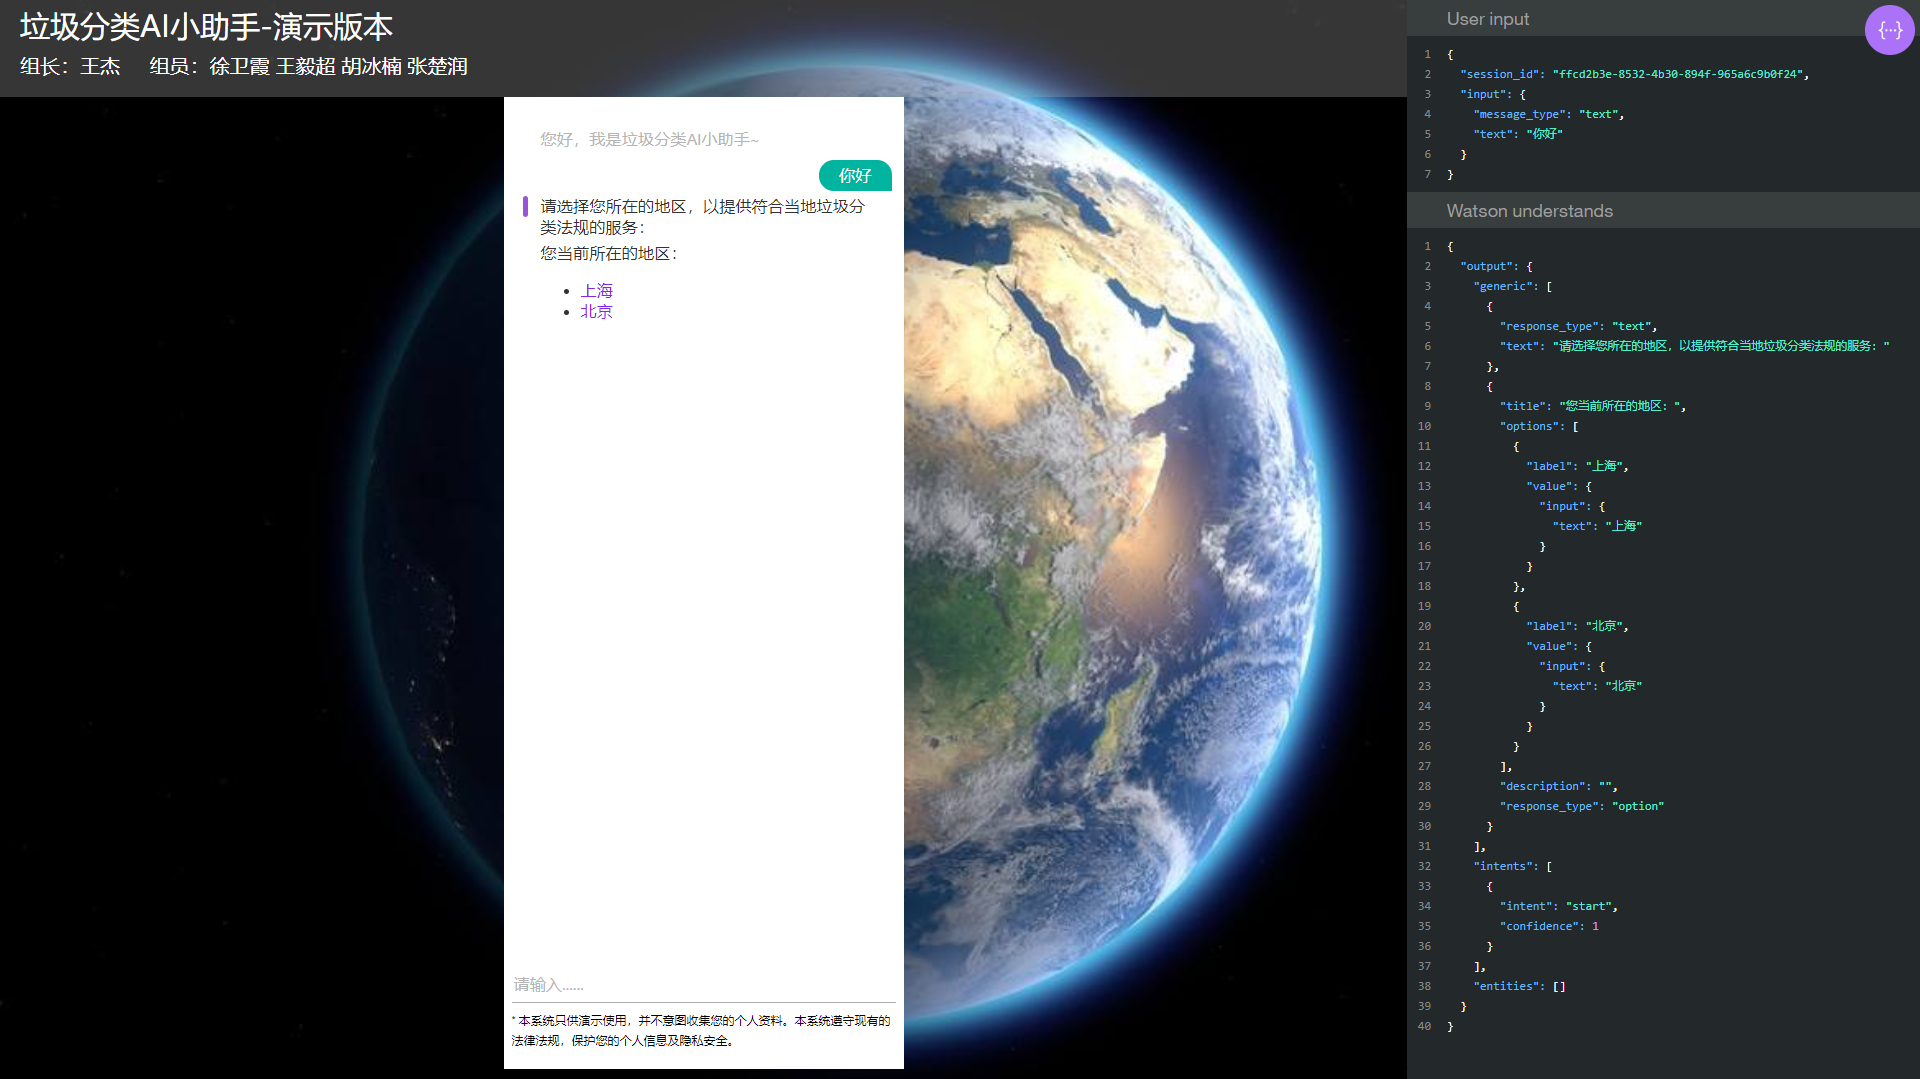 垃圾分类AI小助手-演示版本
组长：王杰 组员：徐卫霞 王毅超 胡冰楠 张楚润
您好，我是垃圾分类AI小助手~
你好
请选择您所在的地区，以提供符合当地垃圾分
类法规的服务：
您当前所在的地区：
• 上海
• 北京
请输入......
* 本系统只供演示使用，并不意图收集您的个人资料。本系统遵守现有的
法律法规，保护您的个人信息及隐私安全。
User input
{···}
1 {
2 "session_id": "ffcd2b3e-8532-4b30-894f-965a6c9b0f24",
3 "input": {
4 "message_type": "text",
5 "text": "你好"
6 }
7 }
Watson understands
1 {
2 "output": {
3 "generic": [
4 {
5 "response_type": "text",
6 "text": "请选择您所在的地区，以提供符合当地垃圾分类法规的服务："
7 },
8 {
9 "title": "您当前所在的地区：",
10 "options": [
11 {
12 "label": "上海",
13 "value": {
14 "input": {
15 "text": "上海"
16 }
17 }
18 },
19 {
20 "label": "北京",
21 "value": {
22 "input": {
23 "text": "北京"
24 }
25 }
26 }
27 ],
28 "description": "",
29 "response_type": "option"
30 }
31 ],
32 "intents": [
33 {
34 "intent": "start",
35 "confidence": 1
36 }
37 ],
38 "entities": []
39 }
40 }